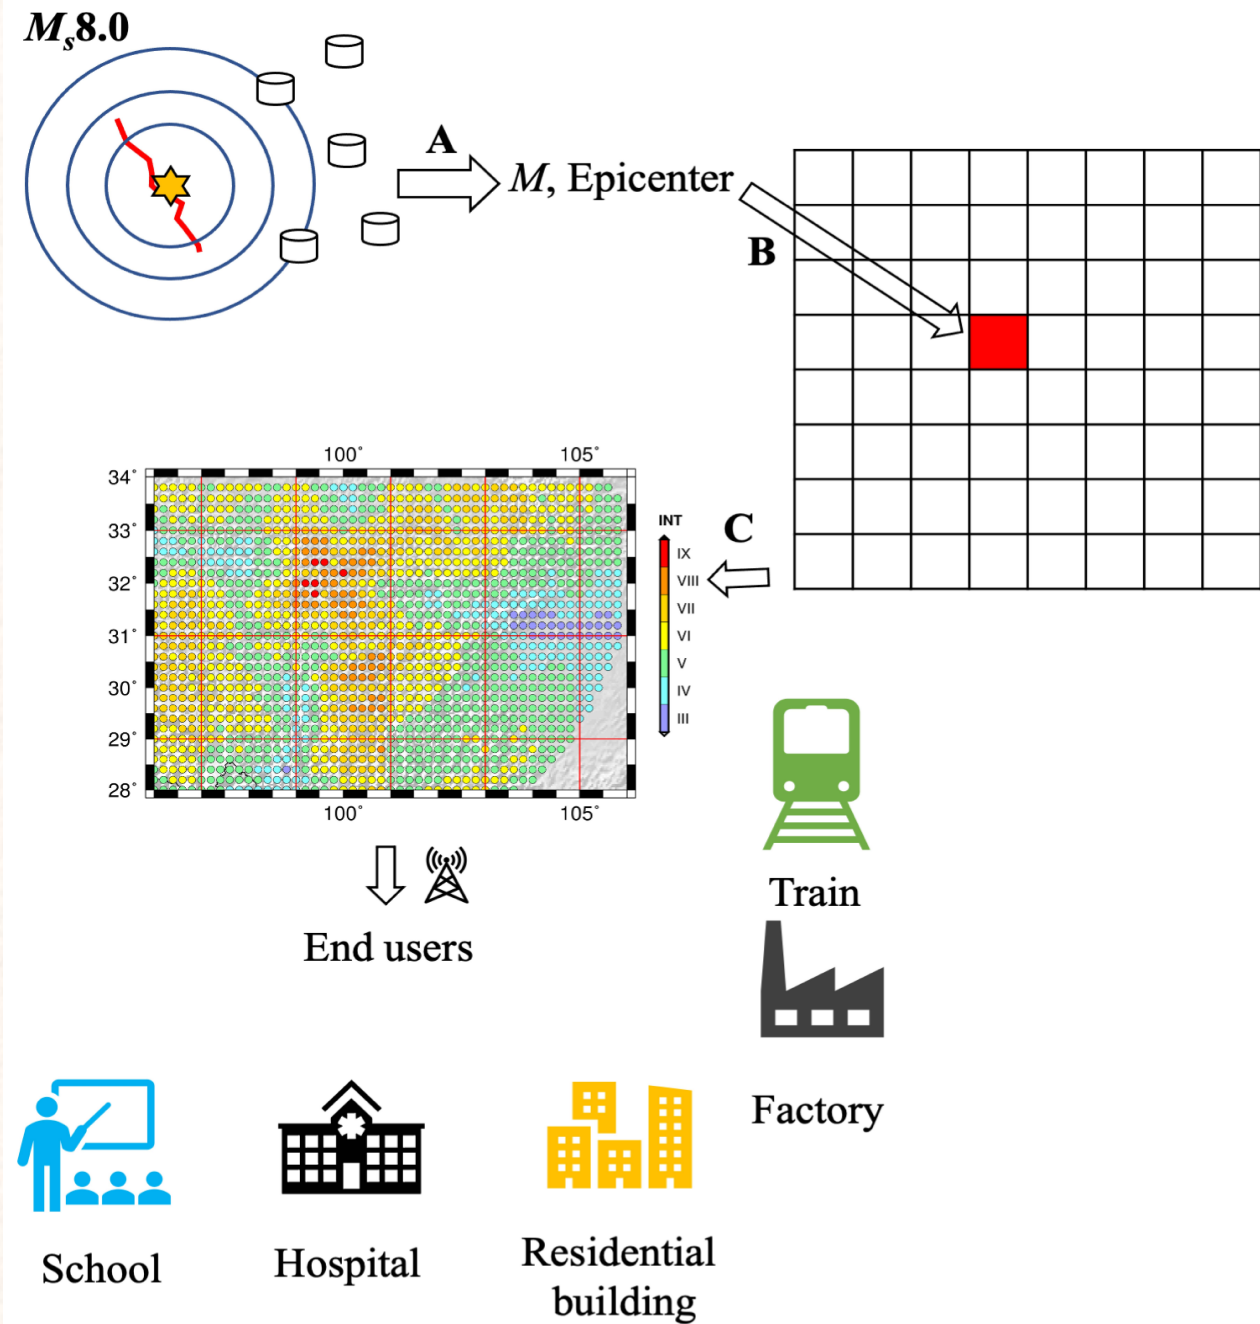 Ms8.0
A
M, Epicenter
B
100° 105°
34°
33°
32°
31°
30°
29°
28°
100° 105°
INT
IX
VIII
VII
VI
V
IV
III
C
End users
Train
Factory
School
Hospital
Residential
building